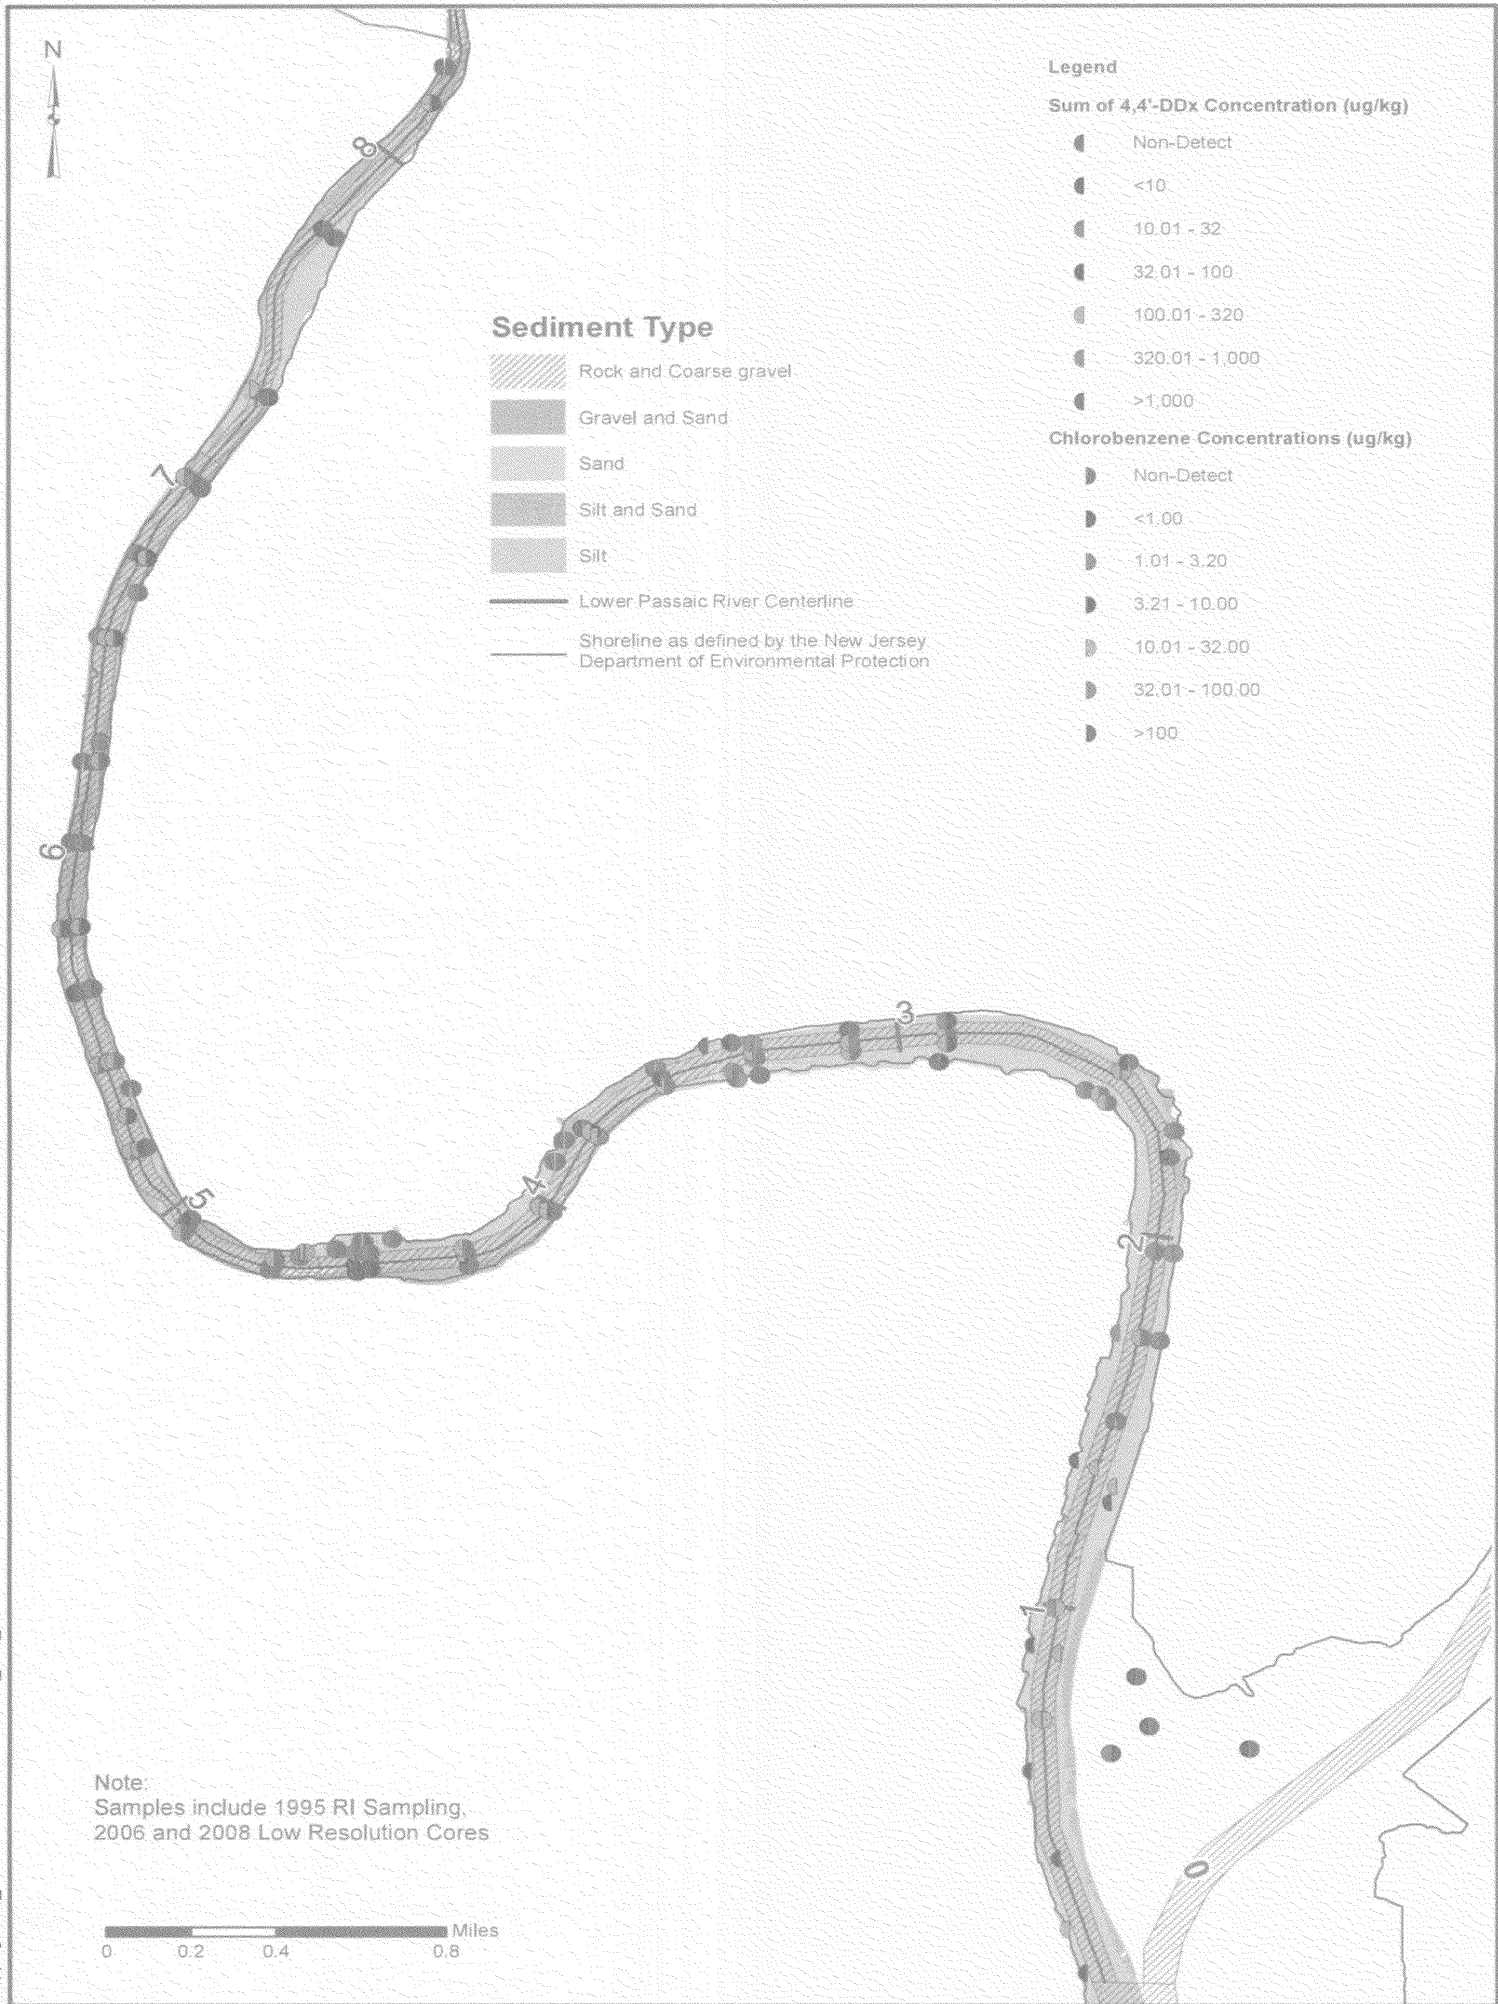 N
Legend
Sum of 4,4'-DDx Concentration (ug/kg)
Non-Detect
<10
10.01 - 32
32.01 - 100
100.01 - 320
320.01 - 1,000
>1,000
Chlorobenzene Concentrations (ug/kg)
Non-Detect
<1.00
1.01 - 3.20
3.21 - 10.00
10.01 - 32.00
32.01 - 100.00
>100
Sediment Type
Rock and Coarse gravel
Gravel and Sand
Sand
Silt and Sand
Silt
Lower Passaic River Centerline
Shoreline as defined by the New Jersey
Department of Environmental Protection
8
7
6
5
4
3
2
1
0
Note:
Samples include 1995 RI Sampling,
2006 and 2008 Low Resolution Cores
Miles
0 0.2 0.4 0.8